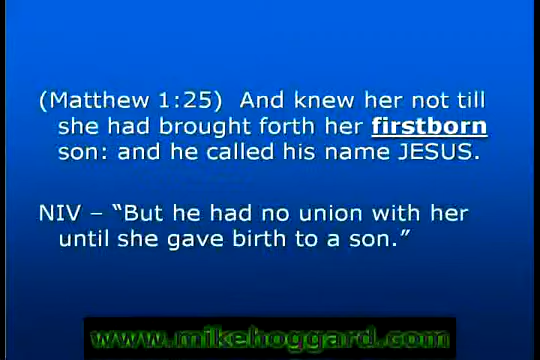 (Matthew 1:25)  And knew her not till
she had brought forth her firstborn
son: and he called his name JESUS.
NIV – “But he had no union with her
until she gave birth to a son.”
www.mikehoggard.com